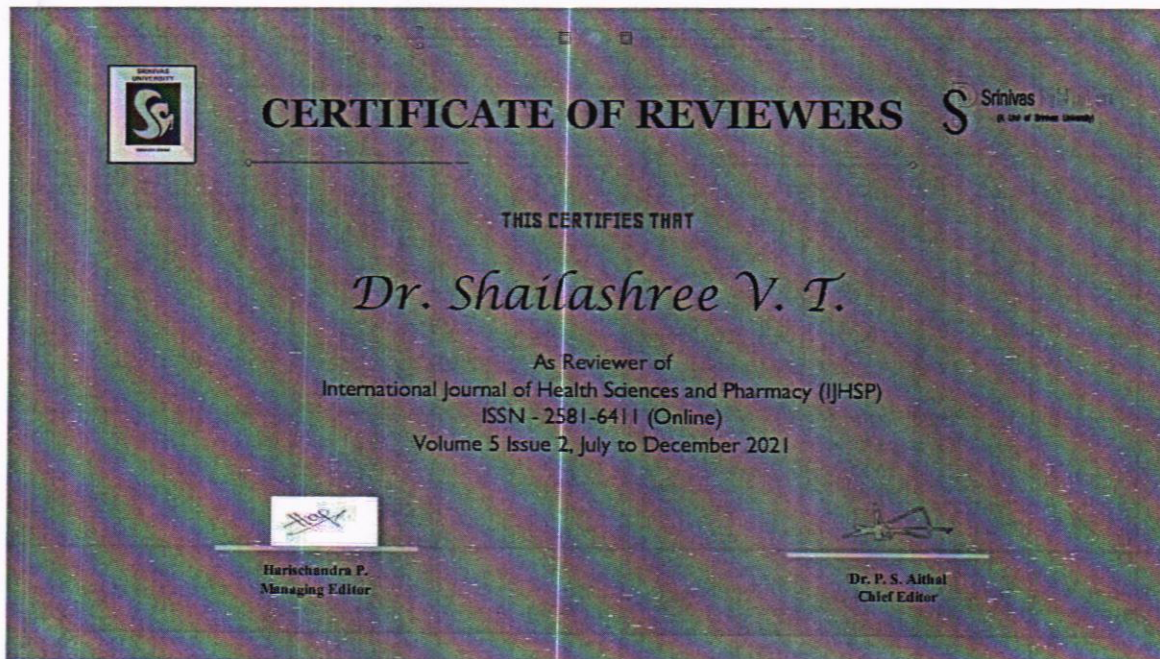 SRINIVAS
UNIVERSITY
CERTIFICATE OF REVIEWERS
Srinivas
THIS CERTIFIES THAT
Dr. Shailashree V. T.
As Reviewer of
International Journal of Health Sciences and Pharmacy (IJHSP)
ISSN - 2581-6411 (Online)
Volume 5 Issue 2, July to December 2021
Harischandra P.
Managing Editor
Dr. P. S. Aithal
Chief Editor